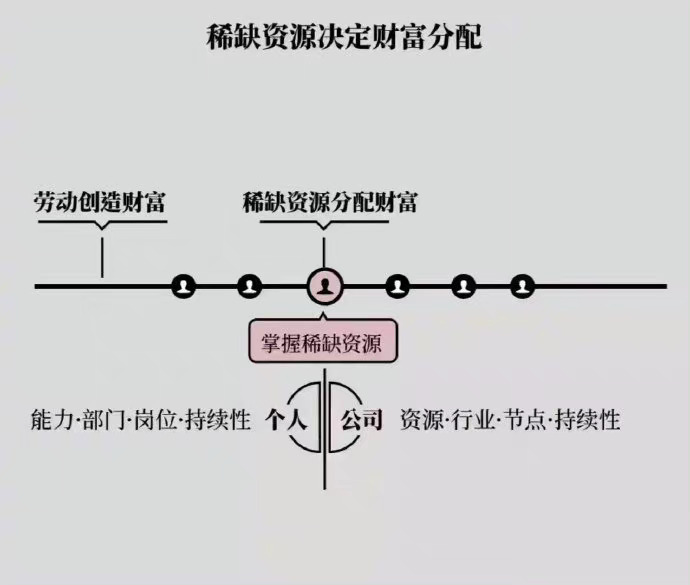 稀缺资源决定财富分配
劳动创造财富
稀缺资源分配财富
掌握稀缺资源
能力·部门·岗位·持续性 个人 公司 资源·行业·节点·持续性